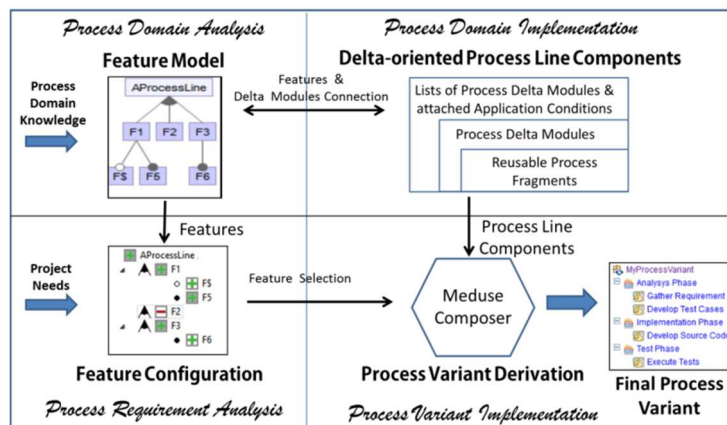 Process Domain Analysis
Process Domain Implementation
Feature Model
Delta-oriented Process Line Components
Process
Domain
Knowledge
AProcessLine
F1
F2
F3
F$
F5
F6
Features &
Delta Modules Connection
Lists of Process Delta Modules &
attached Application Conditions
Process Delta Modules
Reusable Process
Fragments
Features
Process Line
Components
Project
Needs
AProcessLine
F1
F$
F5
F2
F3
F6
Feature Selection
Meduse
Composer
MyProcessVariant
Analysys Phase
Gather Requirement
Develop Test Cases
Implementation Phase
Develop Source Code
Test Phase
Execute Tests
Feature Configuration
Process Variant Derivation
Final Process
Variant
Process Requirement Analysis
Process Variant Implementation